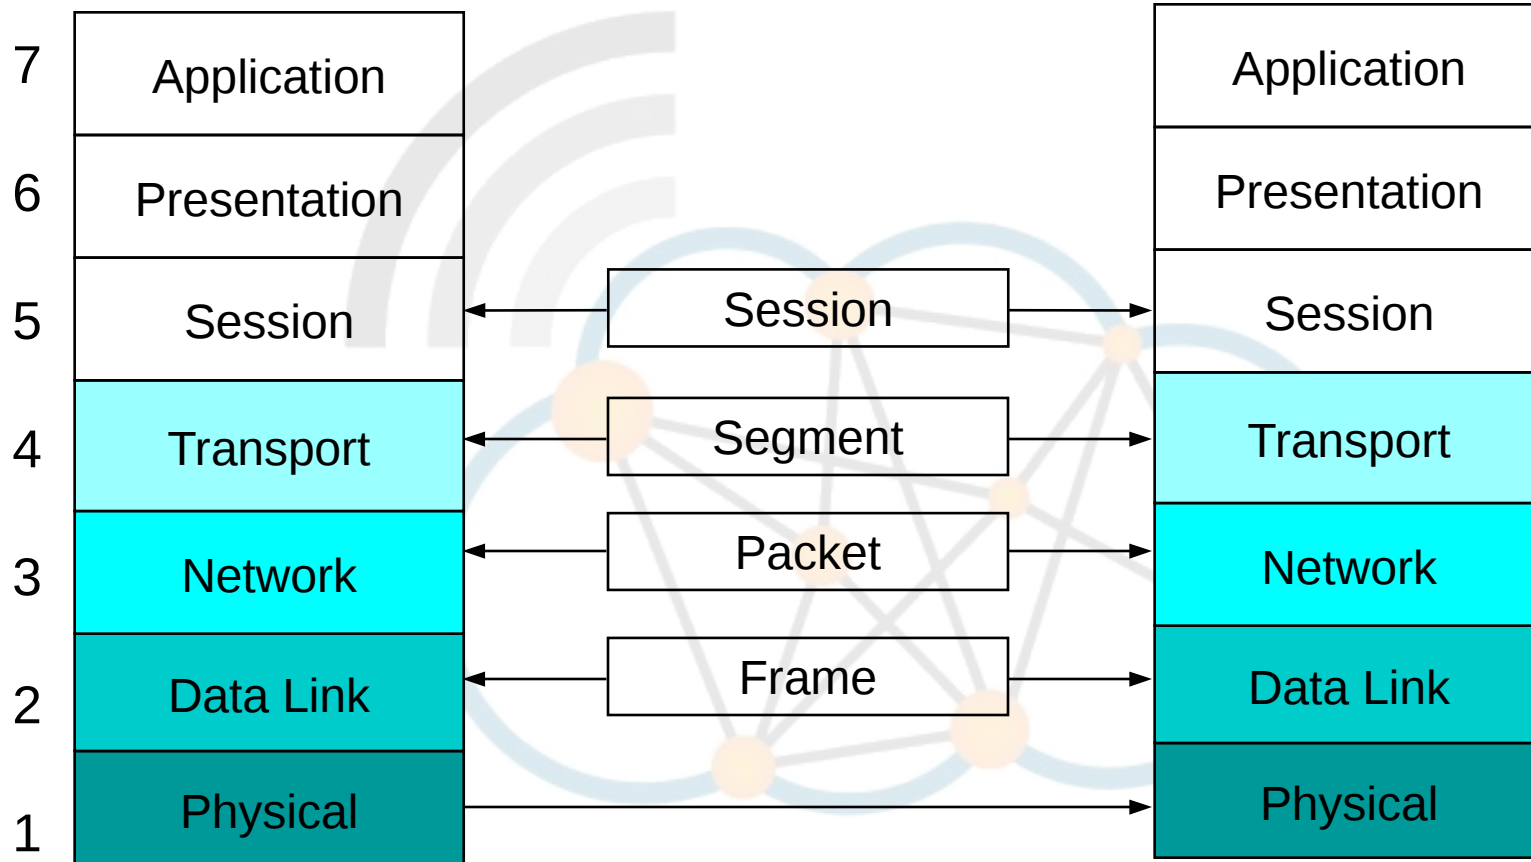 7 Application Application
6 Presentation Presentation
5 Session Session Session
4 Transport Segment Transport
3 Network Packet Network
2 Data Link Frame Data Link
1 Physical Physical